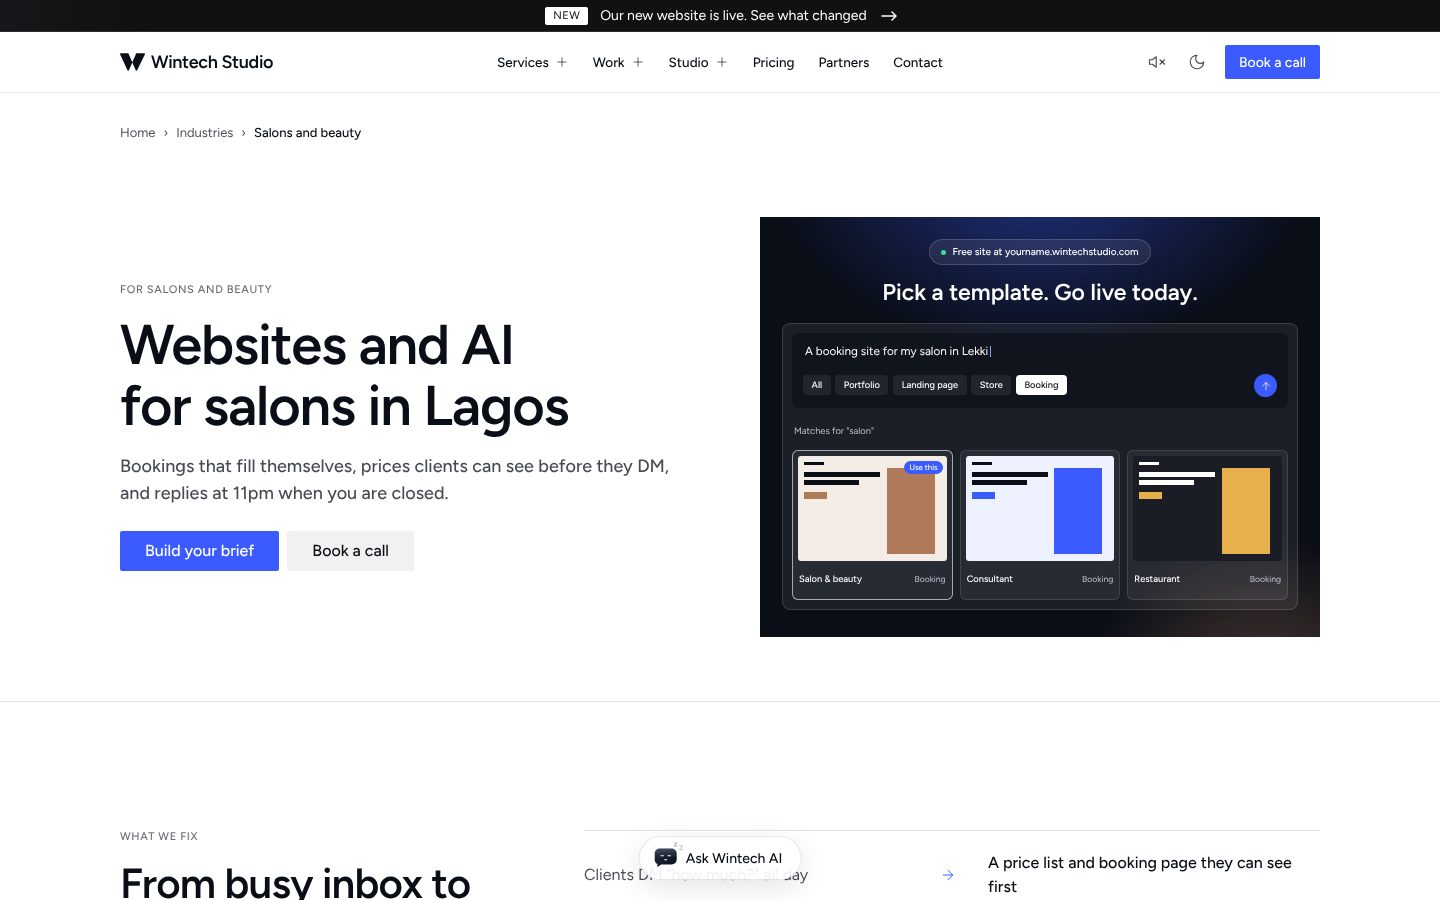 NEW Our new website is live. See what changed
Wintech Studio
Services Work Studio Pricing Partners Contact
Book a call
Home › Industries › Salons and beauty
FOR SALONS AND BEAUTY
Websites and AI
for salons in Lagos
Bookings that fill themselves, prices clients can see before they DM,
and replies at 11pm when you are closed.
Build your brief
Book a call
Free site at yourname.wintechstudio.com
Pick a template. Go live today.
A booking site for my salon in Lekki
All Portfolio Landing page Store Booking
Matches for "salon"
Use this
Salon & beauty Booking
Consultant Booking
Restaurant Booking
WHAT WE FIX
From busy inbox to
Clients DM "how much?" all day
A price list and booking page they can see
first
Ask Wintech AI